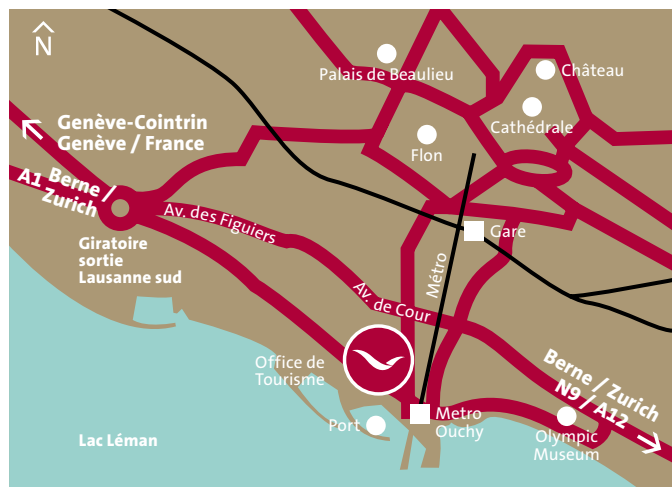 N
Palais de Beaulieu
Château
Cathédrale
Flon
Genève-Cointrin
Genève / France
A1 Berne /
Zurich
Av. des Figuiers
Gare
Giratoire
sortie
Lausanne sud
Métro
Av. de Cour
Office de
Tourisme
Berne / Zurich
N9 / A12
Port
Metro
Ouchy
Olympic
Museum
Lac Léman